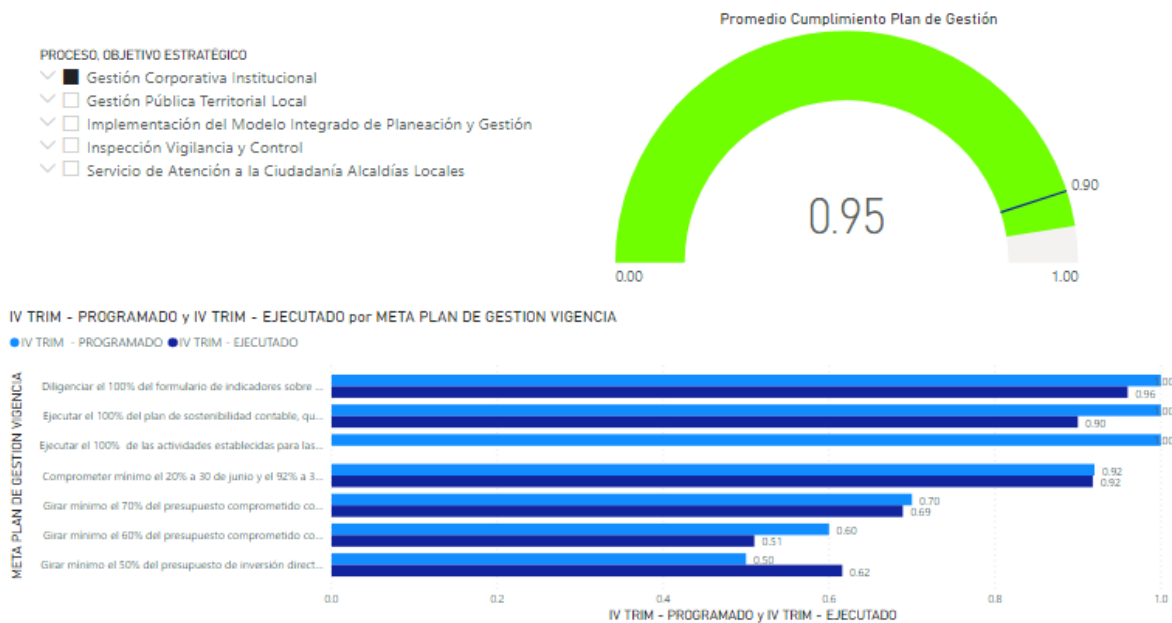 Promedio Cumplimiento Plan de Gestión
PROCESO, OBJETIVO ESTRATÉGICO
Gestión Corporativa Institucional
Gestión Pública Territorial Local
Implementación del Modelo Integrado de Planeación y Gestión
Inspección Vigilancia y Control
Servicio de Atención a la Ciudadanía Alcaldías Locales
0.90
0.95
0.00
1.00
IV TRIM - PROGRAMADO y IV TRIM - EJECUTADO por META PLAN DE GESTION VIGENCIA
IV TRIM - PROGRAMADO IV TRIM - EJECUTADO
META PLAN DE GESTION VIGENCIA
Diligenciar el 100% del formulario de indicadores sobre ...
1.00
0.96
Ejecutar el 100% del plan de sostenibilidad contable, qu...
1.00
0.90
Ejecutar el 100% de las actividades establecidas para las...
1.00
Comprometer mínimo el 20% a 30 de junio y el 92% a 3...
0.92
0.92
Girar mínimo el 70% del presupuesto comprometido co...
0.70
0.69
Girar mínimo el 60% del presupuesto comprometido co...
0.60
0.51
Girar mínimo el 50% del presupuesto de inversión direct...
0.50
0.62
0.0 0.2 0.4 0.6 0.8 1.0
IV TRIM - PROGRAMADO y IV TRIM - EJECUTADO